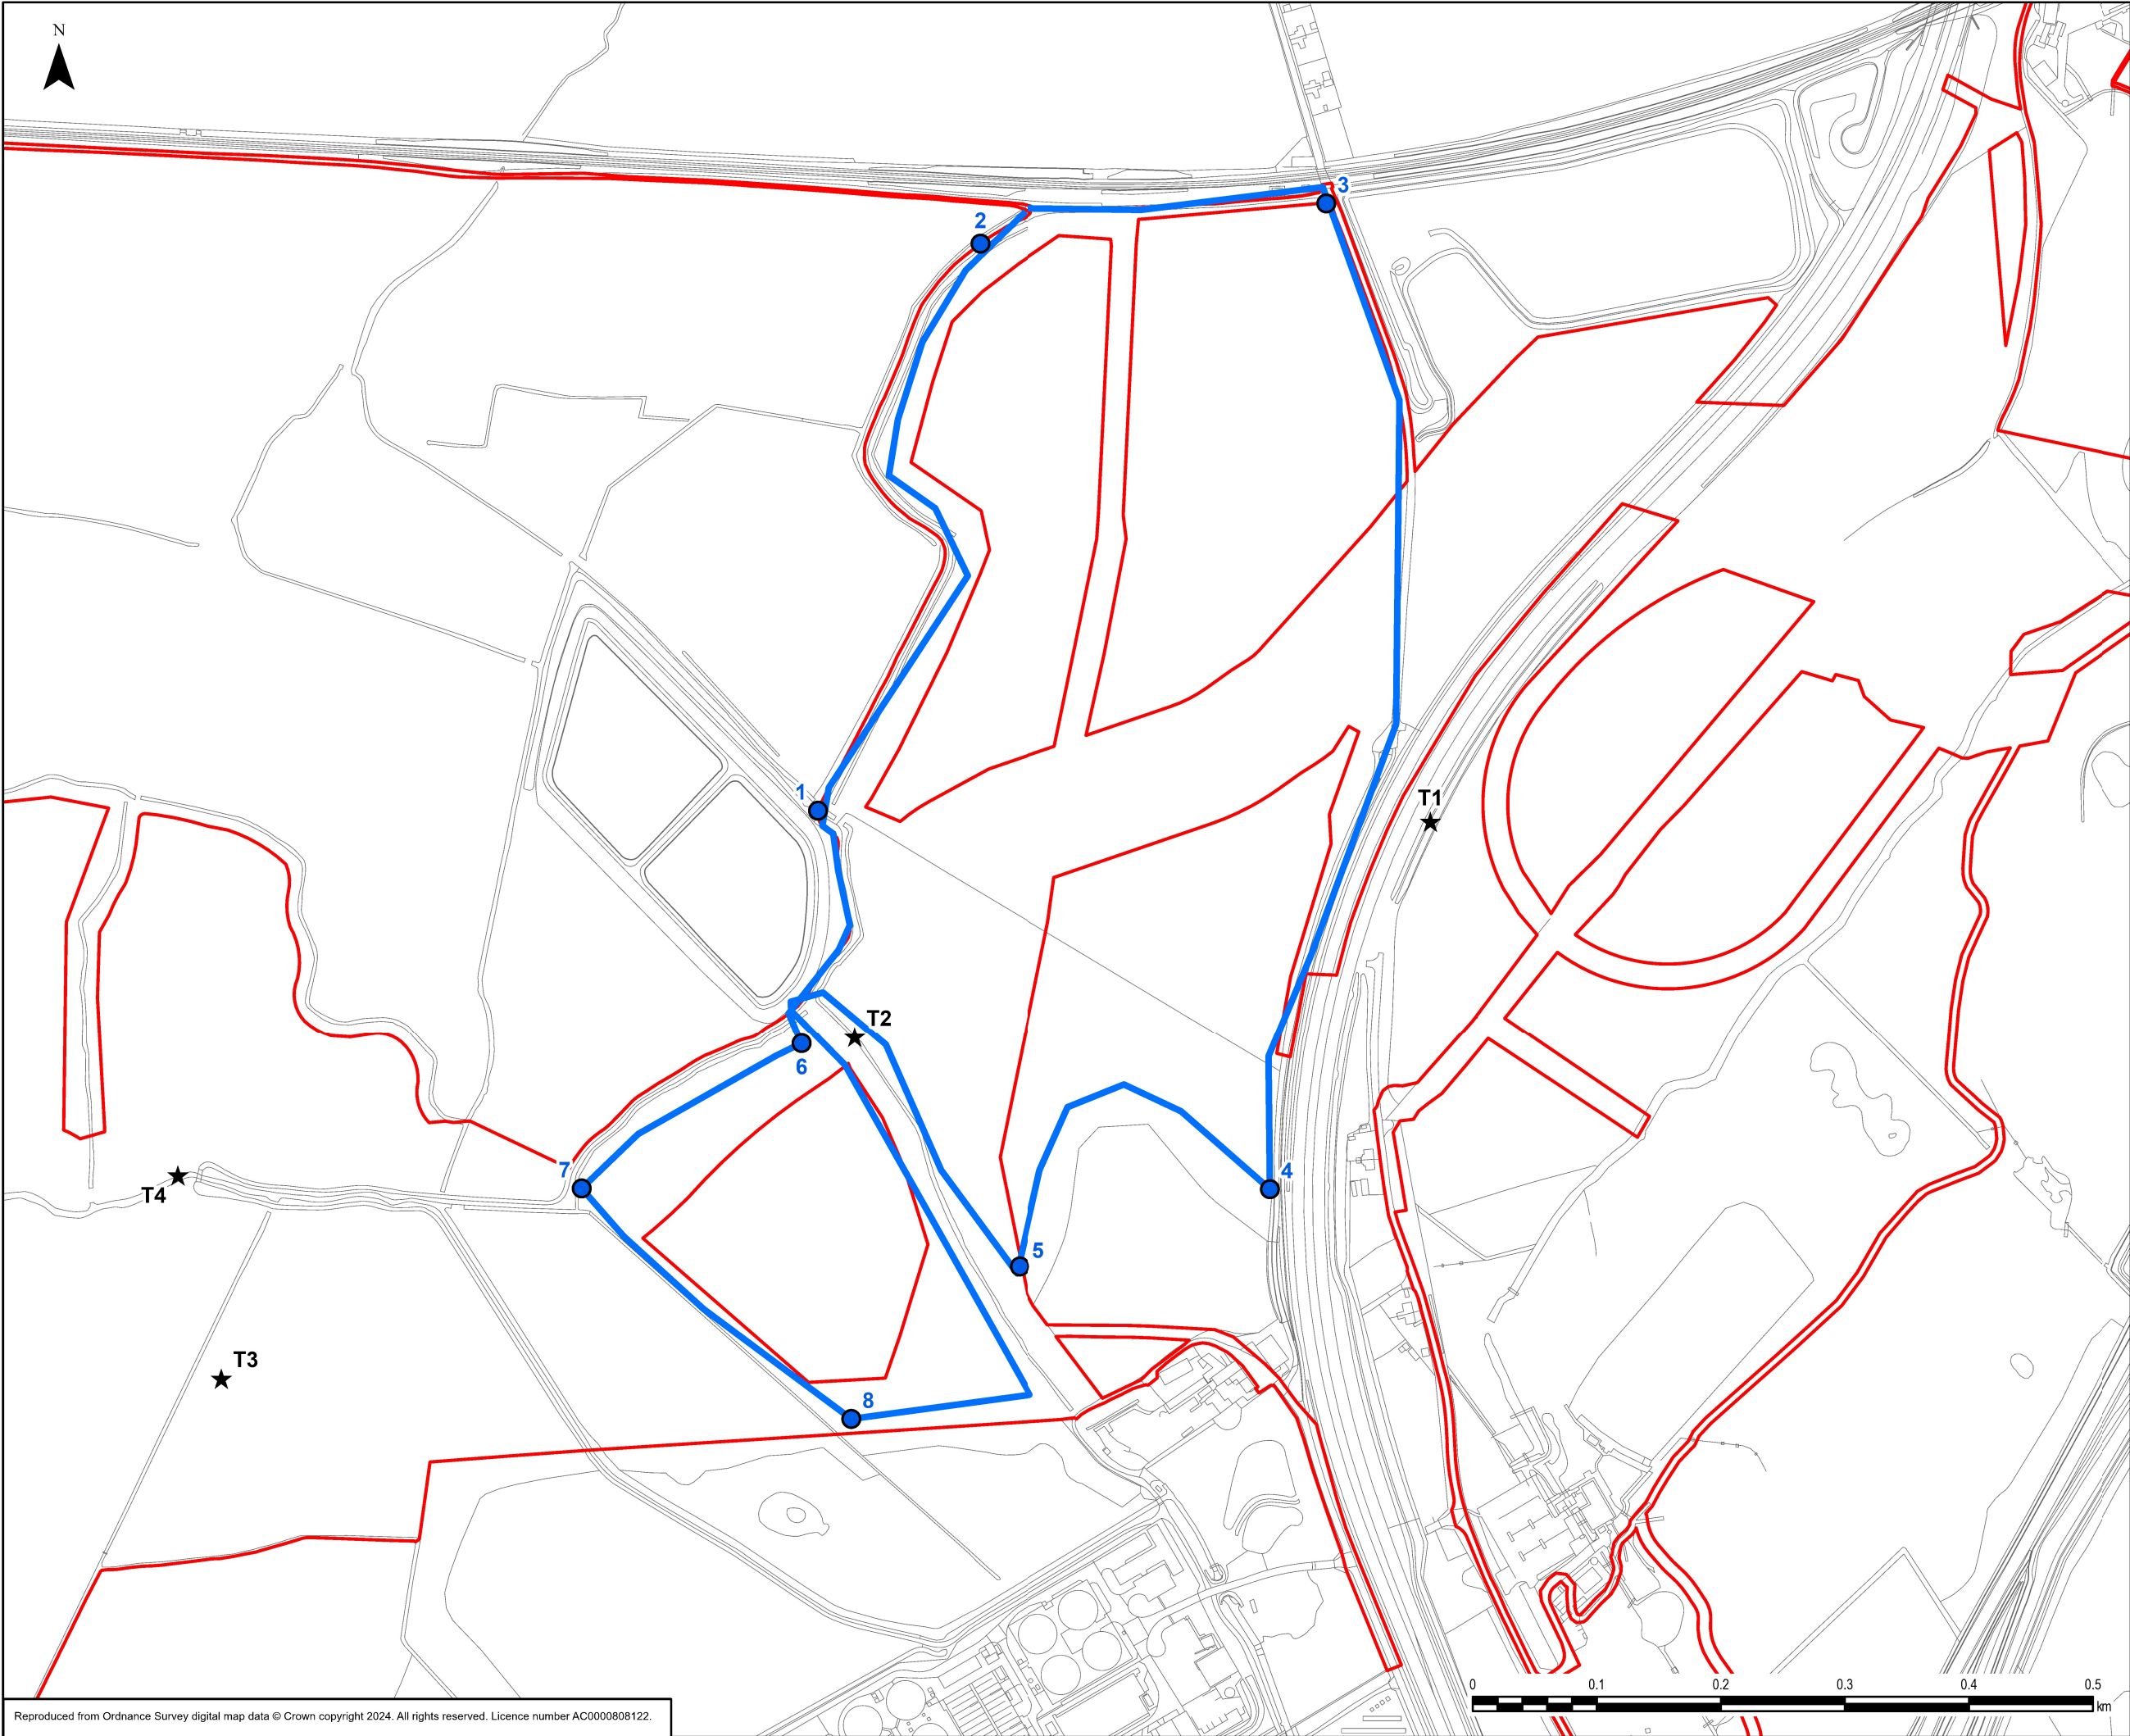 N
3
2
1
T1
T2
6
7
4
T4
5
T3
8
0 0.1 0.2 0.3 0.4 0.5
km
Reproduced from Ordnance Survey digital map data © Crown copyright 2024. All rights reserved. Licence number AC0000808122.